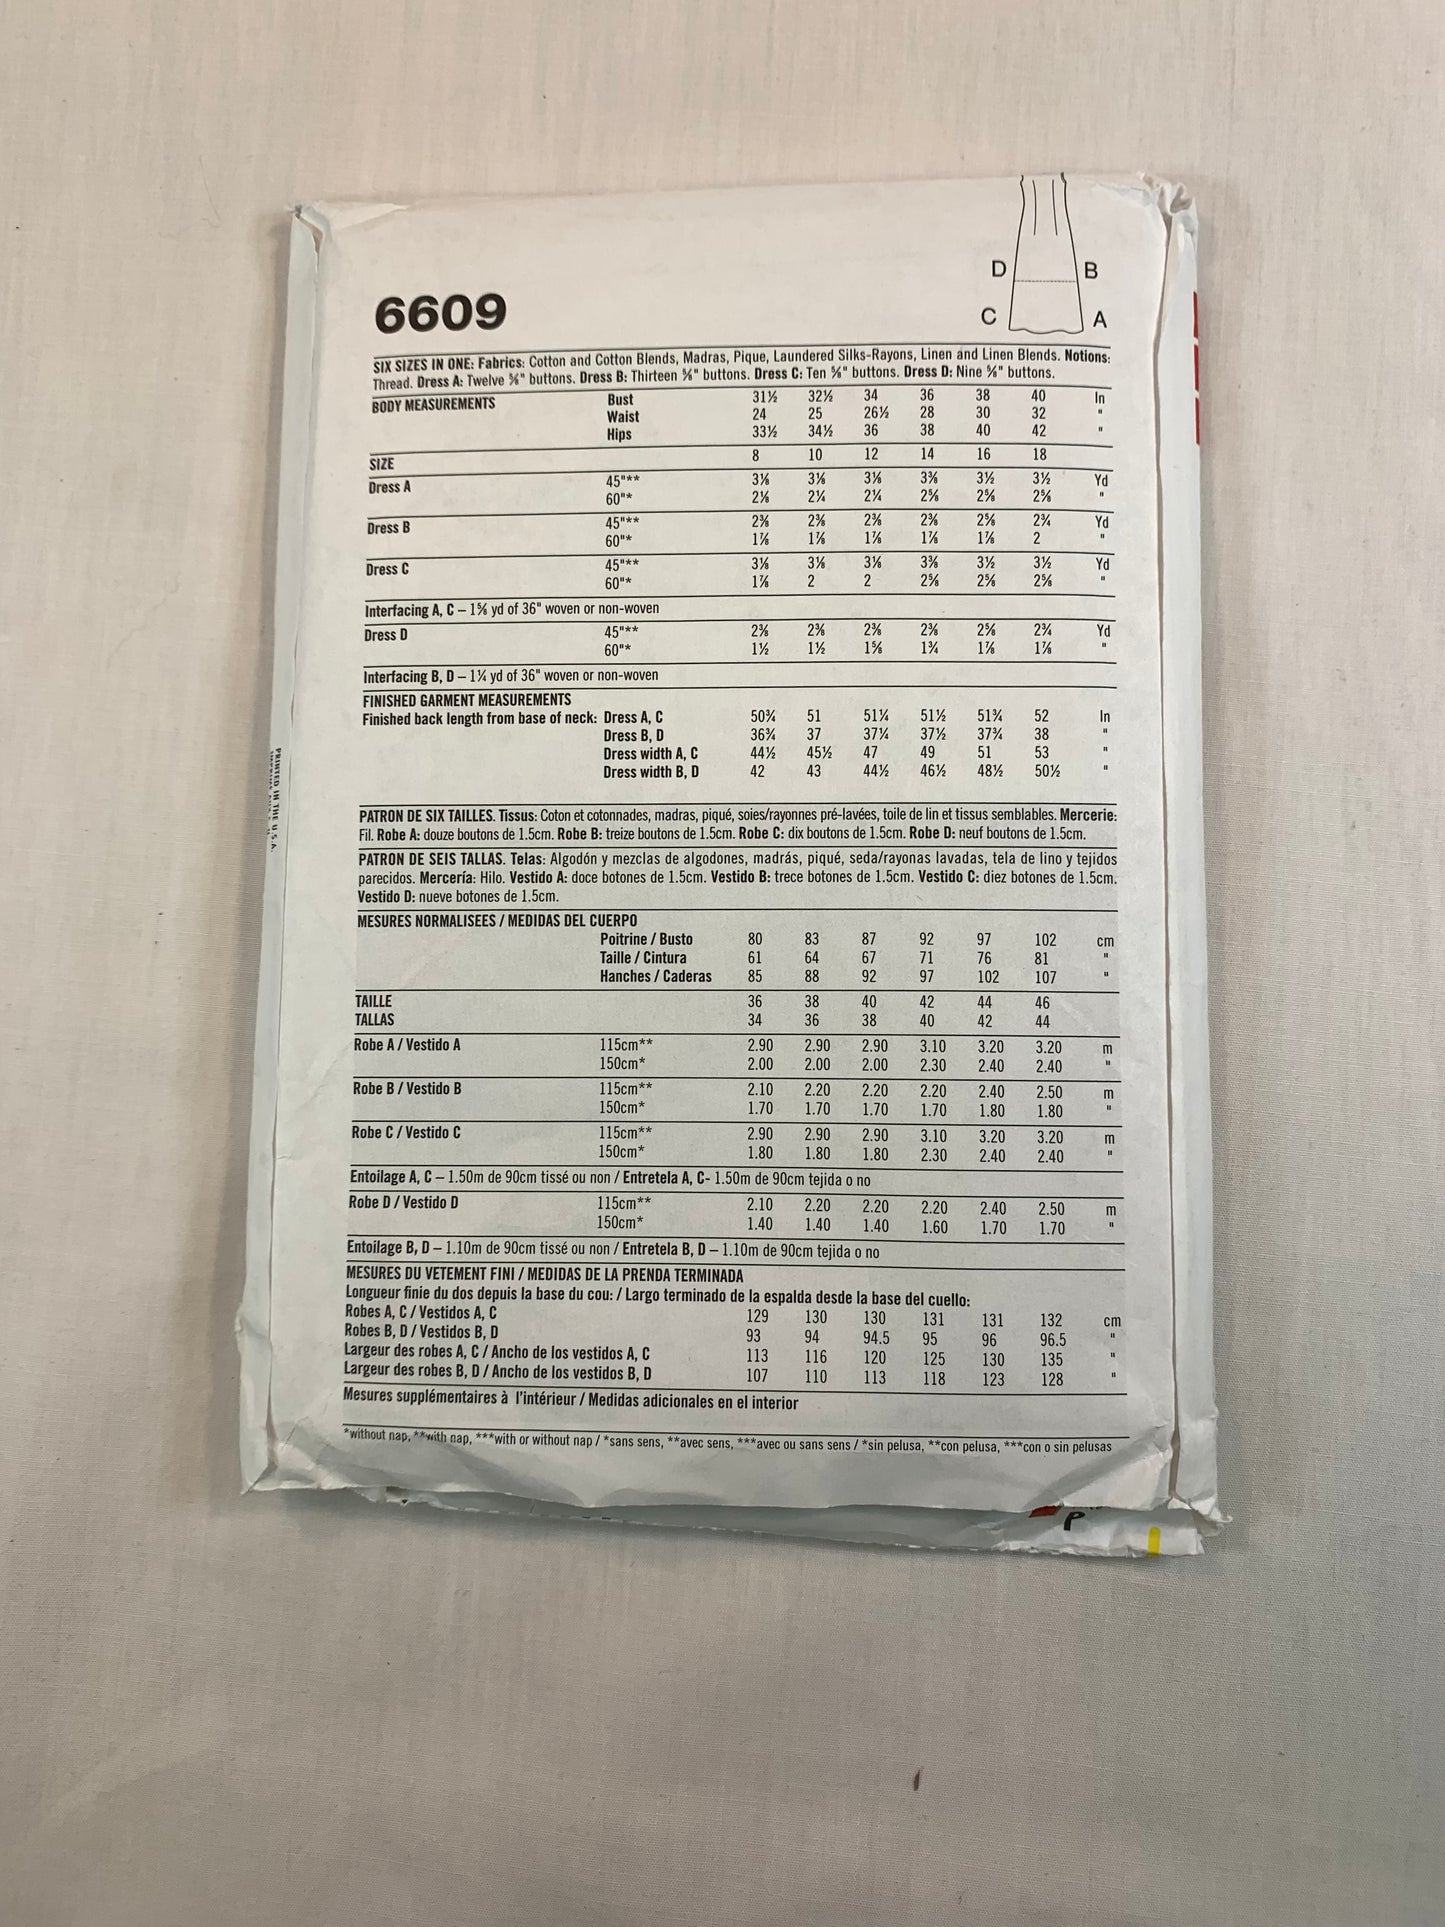 D B
C A
6609
SIX SIZES IN ONE: Fabrics: Cotton and Cotton Blends, Madras, Pique, Laundered Silks-Rayons, Linen and Linen Blends. Notions:
Thread. Dress A: Twelve ⅝" buttons. Dress B: Thirteen ⅝" buttons. Dress C: Ten ⅝" buttons. Dress D: Nine ⅝" buttons.
BODY MEASUREMENTS Bust 31½ 32½ 34 36 38 40 In
Waist 24 25 26½ 28 30 32 "
Hips 33½ 34½ 36 38 40 42 "
SIZE 8 10 12 14 16 18
Dress A 45"** 3⅛ 3⅛ 3⅛ 3⅜ 3½ 3½ Yd
60"* 2⅛ 2¼ 2¼ 2⅝ 2⅝ 2⅝ "
Dress B 45"** 2⅜ 2⅜ 2⅜ 2⅜ 2⅝ 2¾ Yd
60"* 1⅞ 1⅞ 1⅞ 1⅞ 1⅞ 2 "
Dress C 45"** 3⅛ 3⅛ 3⅛ 3⅜ 3½ 3½ Yd
60"* 1⅞ 2 2 2⅝ 2⅝ 2⅝ "
Interfacing A, C – 1⅝ yd of 36" woven or non-woven
Dress D 45"** 2⅜ 2⅜ 2⅜ 2⅜ 2⅝ 2¾ Yd
60"* 1½ 1½ 1⅝ 1¾ 1⅞ 1⅞ "
Interfacing B, D – 1¼ yd of 36" woven or non-woven
FINISHED GARMENT MEASUREMENTS
Finished back length from base of neck: Dress A, C 50¾ 51 51¼ 51½ 51¾ 52 In
Dress B, D 36¾ 37 37¼ 37½ 37¾ 38 "
Dress width A, C 44½ 45½ 47 49 51 53 "
Dress width B, D 42 43 44½ 46½ 48½ 50½ "
PRINTED IN THE U.S.A.
PATRON DE SIX TAILLES. Tissus: Coton et cotonnades, madras, piqué, soies/rayonnes pré-lavées, toile de lin et tissus semblables. Mercerie:
Fil. Robe A: douze boutons de 1.5cm. Robe B: treize boutons de 1.5cm. Robe C: dix boutons de 1.5cm. Robe D: neuf boutons de 1.5cm.
PATRON DE SEIS TALLAS. Telas: Algodón y mezclas de algodones, madrás, piqué, seda/rayonas lavadas, tela de lino y tejidos
parecidos. Mercería: Hilo. Vestido A: doce botones de 1.5cm. Vestido B: trece botones de 1.5cm. Vestido C: diez botones de 1.5cm.
Vestido D: nueve botones de 1.5cm.
MESURES NORMALISEES / MEDIDAS DEL CUERPO
Poitrine / Busto 80 83 87 92 97 102 cm
Taille / Cintura 61 64 67 71 76 81 "
Hanches / Caderas 85 88 92 97 102 107 "
TAILLE 36 38 40 42 44 46
TALLAS 34 36 38 40 42 44
Robe A / Vestido A 115cm** 2.90 2.90 2.90 3.10 3.20 3.20 m
150cm* 2.00 2.00 2.00 2.30 2.40 2.40 "
Robe B / Vestido B 115cm** 2.10 2.20 2.20 2.20 2.40 2.50 m
150cm* 1.70 1.70 1.70 1.70 1.80 1.80 "
Robe C / Vestido C 115cm** 2.90 2.90 2.90 3.10 3.20 3.20 m
150cm* 1.80 1.80 1.80 2.30 2.40 2.40 "
Entoilage A, C – 1.50m de 90cm tissé ou non / Entretela A, C- 1.50m de 90cm tejida o no
Robe D / Vestido D 115cm** 2.10 2.20 2.20 2.20 2.40 2.50 m
150cm* 1.40 1.40 1.40 1.60 1.70 1.70 "
Entoilage B, D – 1.10m de 90cm tissé ou non / Entretela B, D – 1.10m de 90cm tejida o no
MESURES DU VETEMENT FINI / MEDIDAS DE LA PRENDA TERMINADA
Longueur finie du dos depuis la base du cou: / Largo terminado de la espalda desde la base del cuello:
Robes A, C / Vestidos A, C 129 130 130 131 131 132 cm
Robes B, D / Vestidos B, D 93 94 94.5 95 96 96.5 "
Largeur des robes A, C / Ancho de los vestidos A, C 113 116 120 125 130 135 "
Largeur des robes B, D / Ancho de los vestidos B, D 107 110 113 118 123 128 "
Mesures supplémentaires à l'intérieur / Medidas adicionales en el interior
*without nap, **with nap, ***with or without nap / *sans sens, **avec sens, ***avec ou sans sens / *sin pelusa, **con pelusa, ***con o sin pelusas
P